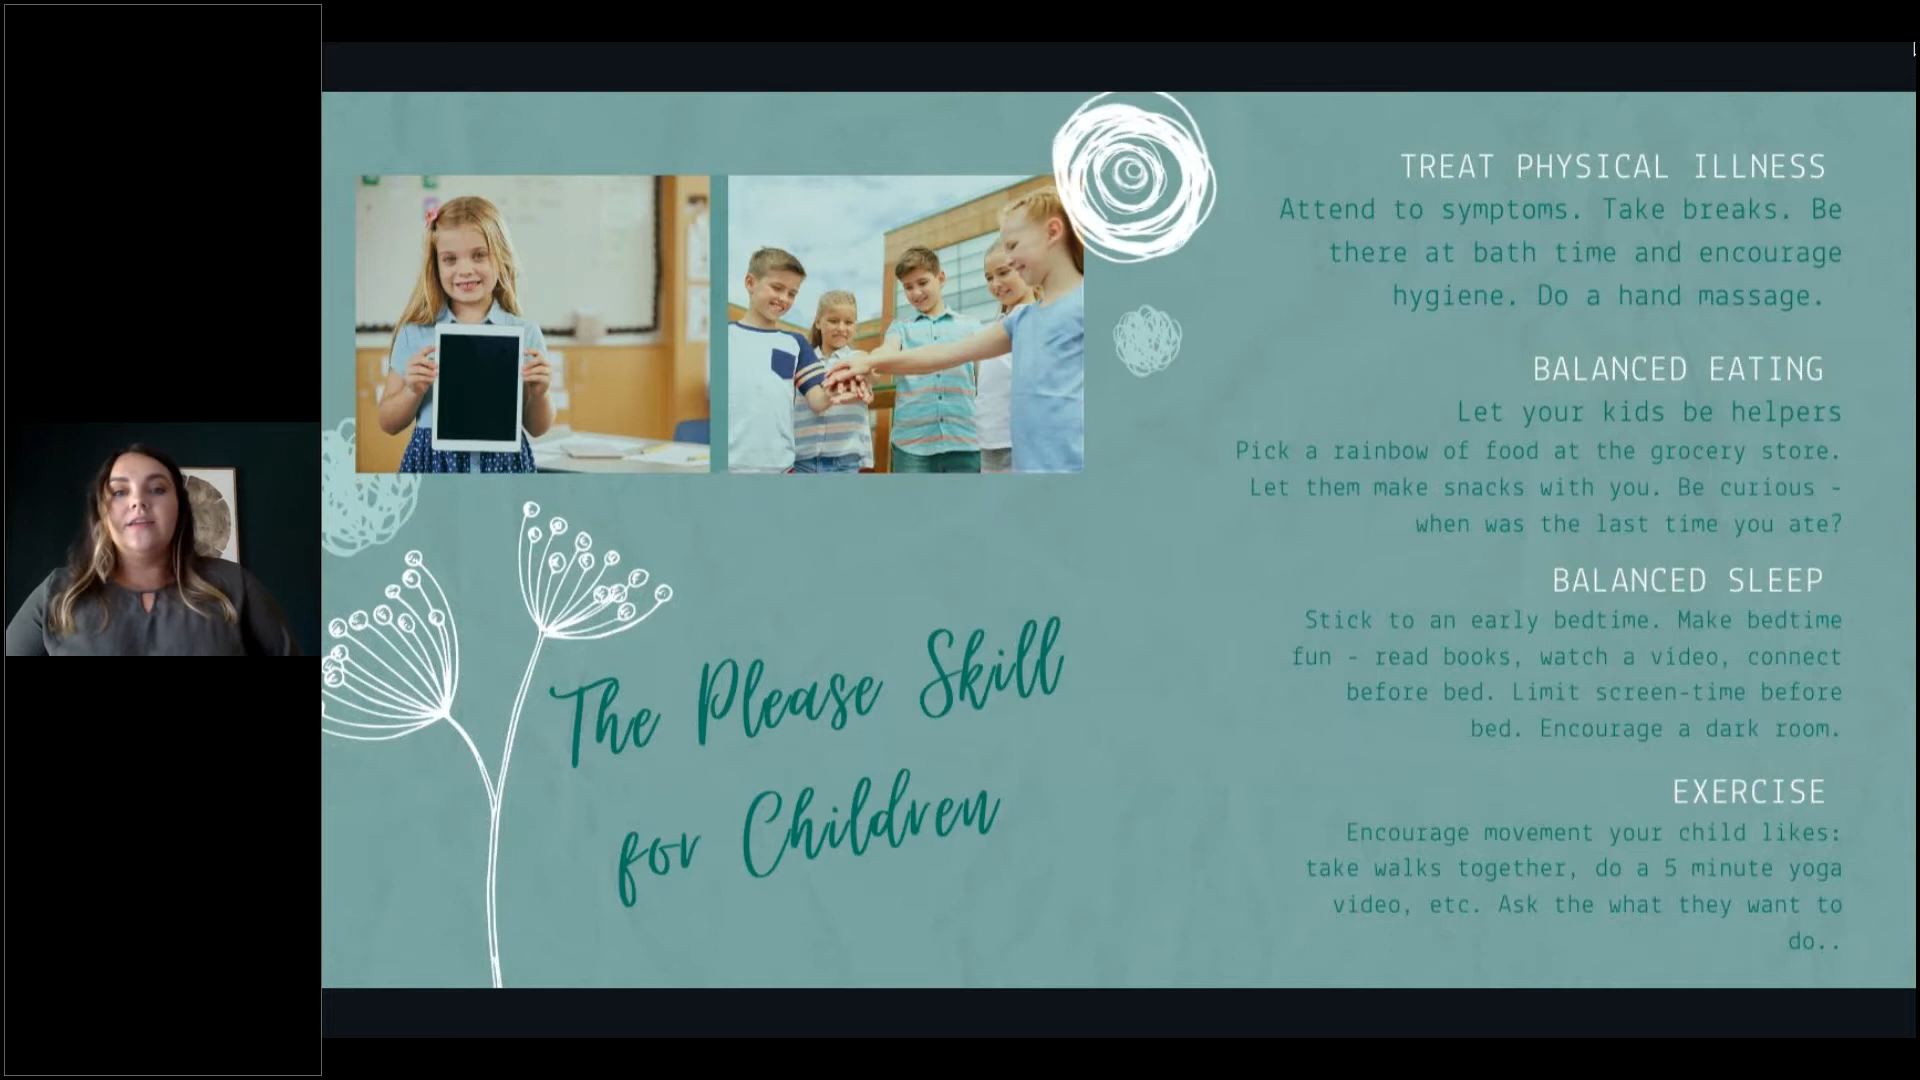 The Please Skill
for Children
TREAT PHYSICAL ILLNESS
Attend to symptoms. Take breaks. Be
there at bath time and encourage
hygiene. Do a hand massage.
BALANCED EATING
Let your kids be helpers
Pick a rainbow of food at the grocery store.
Let them make snacks with you. Be curious -
when was the last time you ate?
BALANCED SLEEP
Stick to an early bedtime. Make bedtime
fun - read books, watch a video, connect
before bed. Limit screen-time before
bed. Encourage a dark room.
EXERCISE
Encourage movement your child likes:
take walks together, do a 5 minute yoga
video, etc. Ask the what they want to
do..